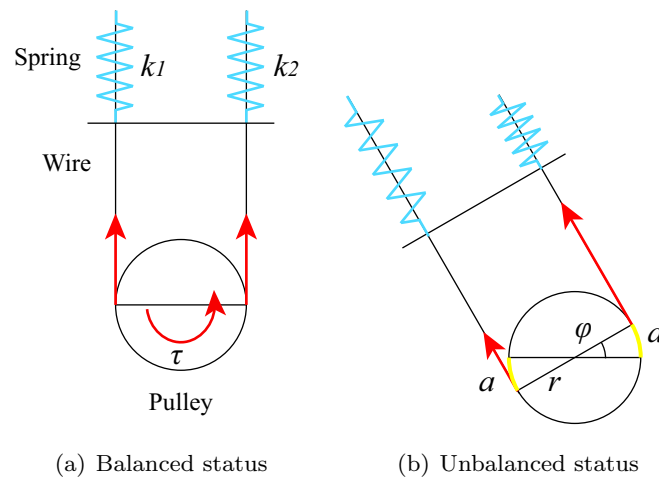 Spring
k1
k2
Wire
τ
Pulley
φ
a
r
a
(a) Balanced status
(b) Unbalanced status